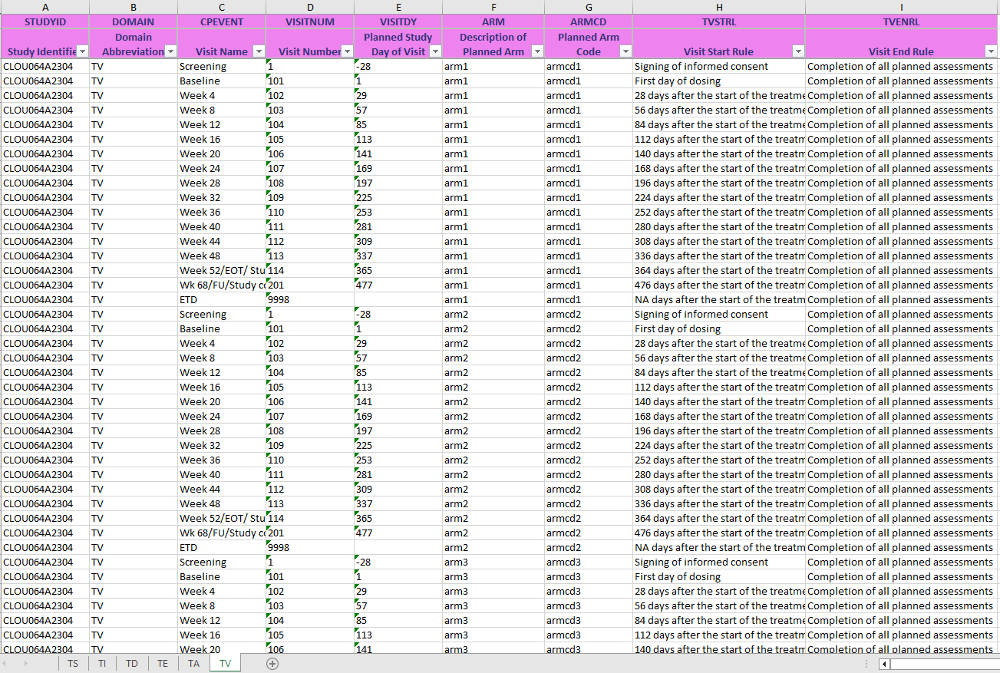 A B C D E F G H I
STUDYID DOMAIN CPEVENT VISITNUM VISITDY ARM ARMCD TVSTRL TVENRL
Domain Planned Study Description of Planned Arm
Study Identifie Abbreviation Visit Name Visit Number Day of Visit Planned Arm Code Visit Start Rule Visit End Rule
CLOU064A2304 TV Screening 1 -28 arm1 armcd1 Signing of informed consent Completion of all planned assessments
CLOU064A2304 TV Baseline 101 1 arm1 armcd1 First day of dosing Completion of all planned assessments
CLOU064A2304 TV Week 4 102 29 arm1 armcd1 28 days after the start of the treatme Completion of all planned assessments
CLOU064A2304 TV Week 8 103 57 arm1 armcd1 56 days after the start of the treatme Completion of all planned assessments
CLOU064A2304 TV Week 12 104 85 arm1 armcd1 84 days after the start of the treatme Completion of all planned assessments
CLOU064A2304 TV Week 16 105 113 arm1 armcd1 112 days after the start of the treatm Completion of all planned assessments
CLOU064A2304 TV Week 20 106 141 arm1 armcd1 140 days after the start of the treatm Completion of all planned assessments
CLOU064A2304 TV Week 24 107 169 arm1 armcd1 168 days after the start of the treatm Completion of all planned assessments
CLOU064A2304 TV Week 28 108 197 arm1 armcd1 196 days after the start of the treatm Completion of all planned assessments
CLOU064A2304 TV Week 32 109 225 arm1 armcd1 224 days after the start of the treatm Completion of all planned assessments
CLOU064A2304 TV Week 36 110 253 arm1 armcd1 252 days after the start of the treatm Completion of all planned assessments
CLOU064A2304 TV Week 40 111 281 arm1 armcd1 280 days after the start of the treatm Completion of all planned assessments
CLOU064A2304 TV Week 44 112 309 arm1 armcd1 308 days after the start of the treatm Completion of all planned assessments
CLOU064A2304 TV Week 48 113 337 arm1 armcd1 336 days after the start of the treatm Completion of all planned assessments
CLOU064A2304 TV Week 52/EOT/ Stu 114 365 arm1 armcd1 364 days after the start of the treatm Completion of all planned assessments
CLOU064A2304 TV Wk 68/FU/Study cc 201 477 arm1 armcd1 476 days after the start of the treatm Completion of all planned assessments
CLOU064A2304 TV ETD 9998 arm1 armcd1 NA days after the start of the treatm Completion of all planned assessments
CLOU064A2304 TV Screening 1 -28 arm2 armcd2 Signing of informed consent Completion of all planned assessments
CLOU064A2304 TV Baseline 101 1 arm2 armcd2 First day of dosing Completion of all planned assessments
CLOU064A2304 TV Week 4 102 29 arm2 armcd2 28 days after the start of the treatme Completion of all planned assessments
CLOU064A2304 TV Week 8 103 57 arm2 armcd2 56 days after the start of the treatme Completion of all planned assessments
CLOU064A2304 TV Week 12 104 85 arm2 armcd2 84 days after the start of the treatme Completion of all planned assessments
CLOU064A2304 TV Week 16 105 113 arm2 armcd2 112 days after the start of the treatm Completion of all planned assessments
CLOU064A2304 TV Week 20 106 141 arm2 armcd2 140 days after the start of the treatm Completion of all planned assessments
CLOU064A2304 TV Week 24 107 169 arm2 armcd2 168 days after the start of the treatm Completion of all planned assessments
CLOU064A2304 TV Week 28 108 197 arm2 armcd2 196 days after the start of the treatm Completion of all planned assessments
CLOU064A2304 TV Week 32 109 225 arm2 armcd2 224 days after the start of the treatm Completion of all planned assessments
CLOU064A2304 TV Week 36 110 253 arm2 armcd2 252 days after the start of the treatm Completion of all planned assessments
CLOU064A2304 TV Week 40 111 281 arm2 armcd2 280 days after the start of the treatm Completion of all planned assessments
CLOU064A2304 TV Week 44 112 309 arm2 armcd2 308 days after the start of the treatm Completion of all planned assessments
CLOU064A2304 TV Week 48 113 337 arm2 armcd2 336 days after the start of the treatm Completion of all planned assessments
CLOU064A2304 TV Week 52/EOT/ Stu 114 365 arm2 armcd2 364 days after the start of the treatm Completion of all planned assessments
CLOU064A2304 TV Wk 68/FU/Study cc 201 477 arm2 armcd2 476 days after the start of the treatm Completion of all planned assessments
CLOU064A2304 TV ETD 9998 arm2 armcd2 NA days after the start of the treatm Completion of all planned assessments
CLOU064A2304 TV Screening 1 -28 arm3 armcd3 Signing of informed consent Completion of all planned assessments
CLOU064A2304 TV Baseline 101 1 arm3 armcd3 First day of dosing Completion of all planned assessments
CLOU064A2304 TV Week 4 102 29 arm3 armcd3 28 days after the start of the treatme Completion of all planned assessments
CLOU064A2304 TV Week 8 103 57 arm3 armcd3 56 days after the start of the treatme Completion of all planned assessments
CLOU064A2304 TV Week 12 104 85 arm3 armcd3 84 days after the start of the treatme Completion of all planned assessments
CLOU064A2304 TV Week 16 105 113 arm3 armcd3 112 days after the start of the treatm Completion of all planned assessments
CLOU064A2304 TV Week 20 106 141 arm3 armcd3 140 days after the start of the treatm Completion of all planned assessments
TS TI TD TE TA TV